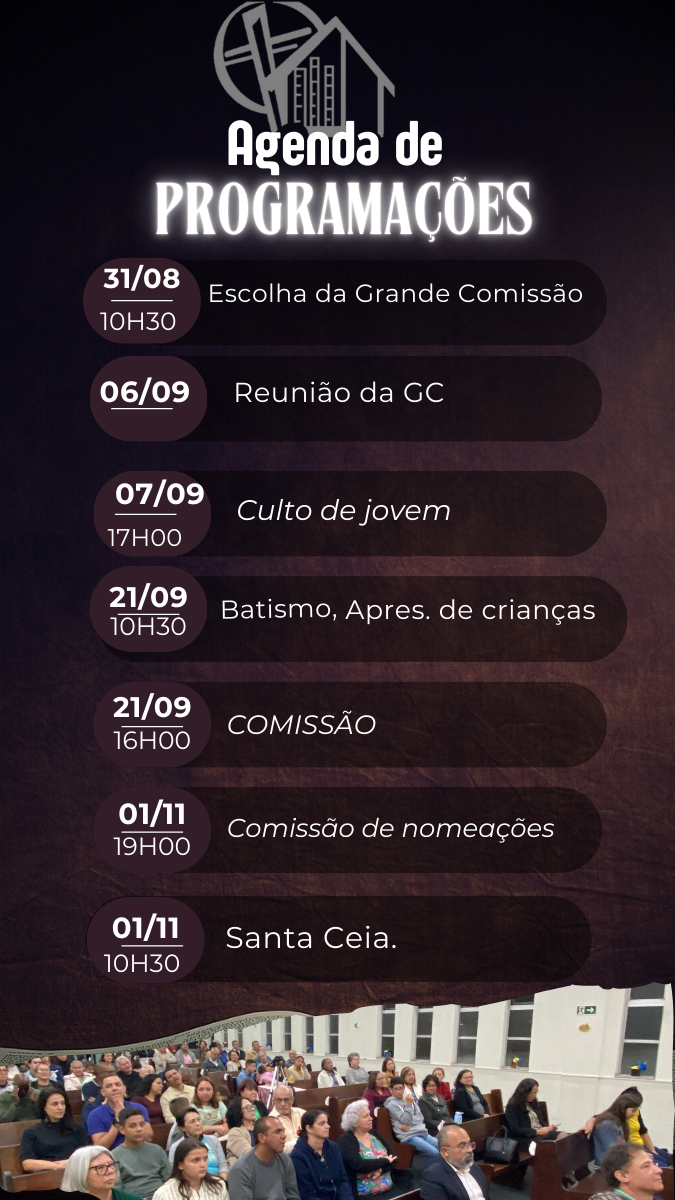 Agenda de
PROGRAMAÇÕES
31/08
10H30
Escolha da Grande Comissão
06/09
Reunião da GC
07/09
17H00
Culto de jovem
21/09
10H30
Batismo, Apres. de crianças
21/09
16H00
COMISSÃO
01/11
19H00
Comissão de nomeações
01/11
10H30
Santa Ceia.